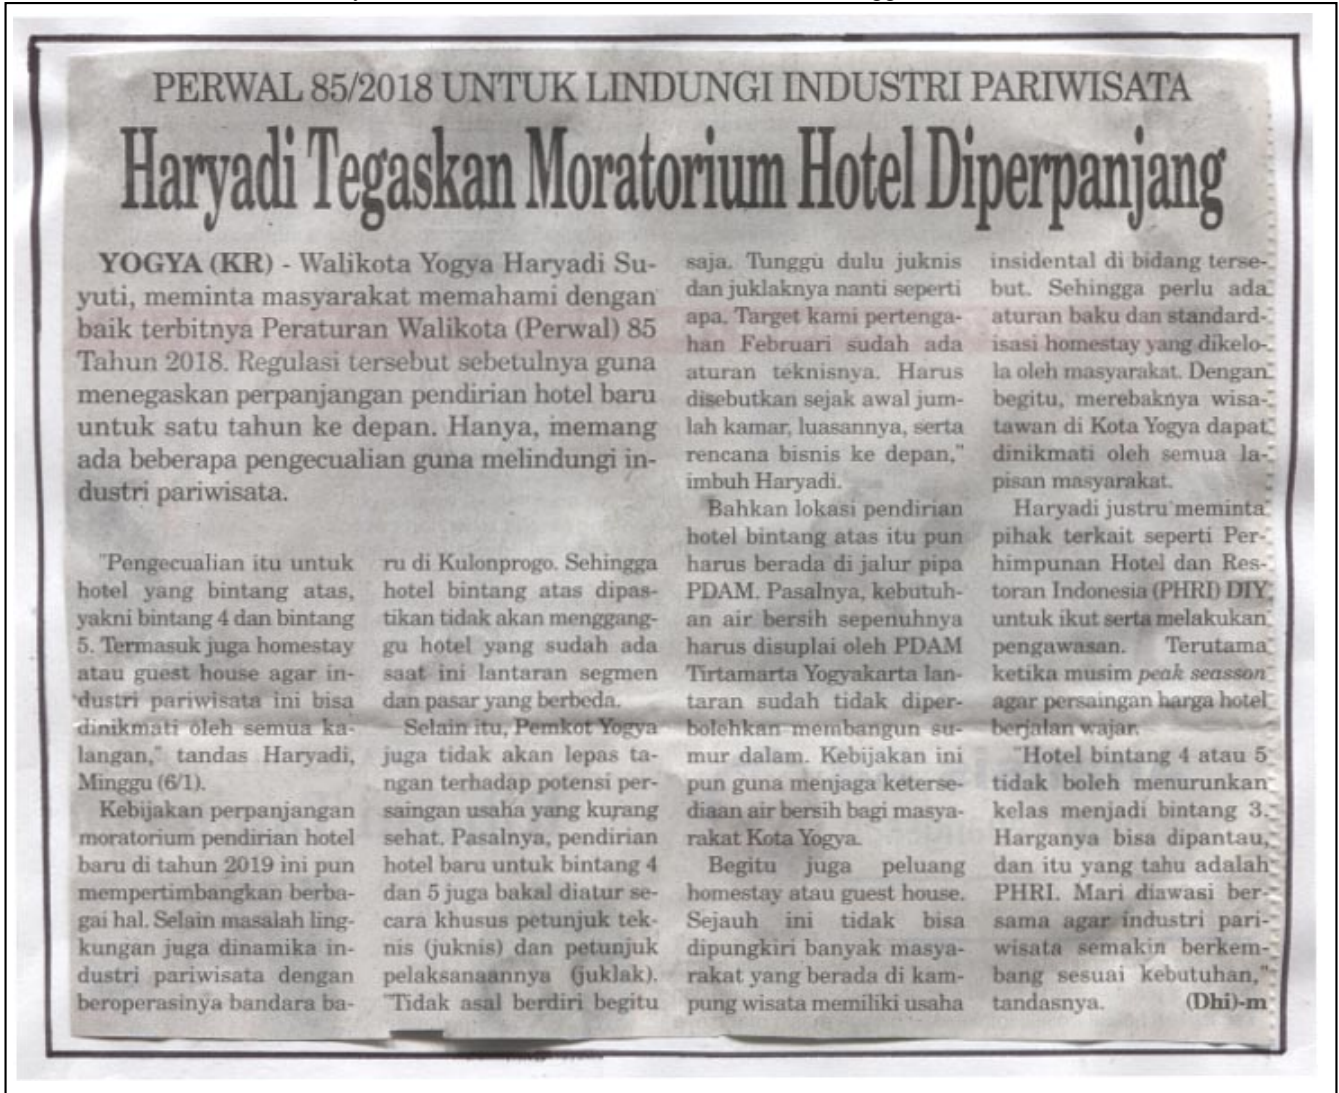 PERWAL 85/2018 UNTUK LINDUNGI INDUSTRI PARIWISATA
Haryadi Tegaskan Moratorium Hotel Diperpanjang
YOGYA (KR) - Walikota Yogya Haryadi Su-
yuti, meminta masyarakat memahami dengan
baik terbitnya Peraturan Walikota (Perwal) 85
Tahun 2018. Regulasi tersebut sebetulnya guna
menegaskan perpanjangan pendirian hotel baru
untuk satu tahun ke depan. Hanya, memang
ada beberapa pengecualian guna melindungi in-
dustri pariwisata.
"Pengecualian itu untuk
hotel yang bintang atas,
yakni bintang 4 dan bintang
5. Termasuk juga homestay
atau guest house agar in-
dustri pariwisata ini bisa
dinikmati oleh semua ka-
langan," tandas Haryadi,
Minggu (6/1).
Kebijakan perpanjangan
moratorium pendirian hotel
baru di tahun 2019 ini pun
mempertimbangkan berba-
gai hal. Selain masalah ling-
kungan juga dinamika in-
dustri pariwisata dengan
beroperasinya bandara ba-
ru di Kulonprogo. Sehingga
hotel bintang atas dipas-
tikan tidak akan mengang-
gu hotel yang sudah ada
saat ini lantaran segmen
dan pasar yang berbeda.
Selain itu, Pemkot Yogya
juga tidak akan lepas ta-
ngan terhadap potensi per-
saingan usaha yang kurang
sehat. Pasalnya, pendirian
hotel baru untuk bintang 4
dan 5 juga bakal diatur se-
cara khusus petunjuk tek-
nis (juknis) dan petunjuk
pelaksanaannya (juklak).
"Tidak asal berdiri begitu
saja. Tunggu dulu juknis
dan juklaknya nanti seperti
apa. Target kami pertenga-
han Februari sudah ada
aturan teknisnya. Harus
disebutkan sejak awal jum-
lah kamar, luasannya, serta
rencana bisnis ke depan,"
imbuh Haryadi.
Bahkan lokasi pendirian
hotel bintang atas itu pun
harus berada di jalur pipa
PDAM. Pasalnya, kebutuh-
an air bersih sepenuhnya
harus disuplai oleh PDAM
Tirtamarta Yogyakarta lan-
taran sudah tidak diper-
bolehkan membangun su-
mur dalam. Kebijakan ini
pun guna menjaga keterse-
diaan air bersih bagi masya-
rakat Kota Yogya.
Begitu juga peluang
homestay atau guest house.
Sejauh ini tidak bisa
dipungkiri banyak masya-
rakat yang berada di kam-
pung wisata memiliki usaha
insidental di bidang terse-
but. Sehingga perlu ada
aturan baku dan standard-
isasi homestay yang dikelo-
la oleh masyarakat. Dengan
begitu, merebaknya wisa-
tawan di Kota Yogya dapat
dinikmati oleh semua la-
pisan masyarakat.
Haryadi justru meminta
pihak terkait seperti Per-
himpunan Hotel dan Res-
toran Indonesia (PHRI) DIY
untuk ikut serta melakukan
pengawasan. Terutama
ketika musim peak seasson
agar persaingan harga hotel
berjalan wajar.
"Hotel bintang 4 atau 5
tidak boleh menurunkan
kelas menjadi bintang 3.
Harganya bisa dipantau,
dan itu yang tahu adalah
PHRI. Mari diawasi ber-
sama agar industri pari-
wisata semakin berkem-
bang sesuai kebutuhan,"
tandasnya. (Dhi)-m